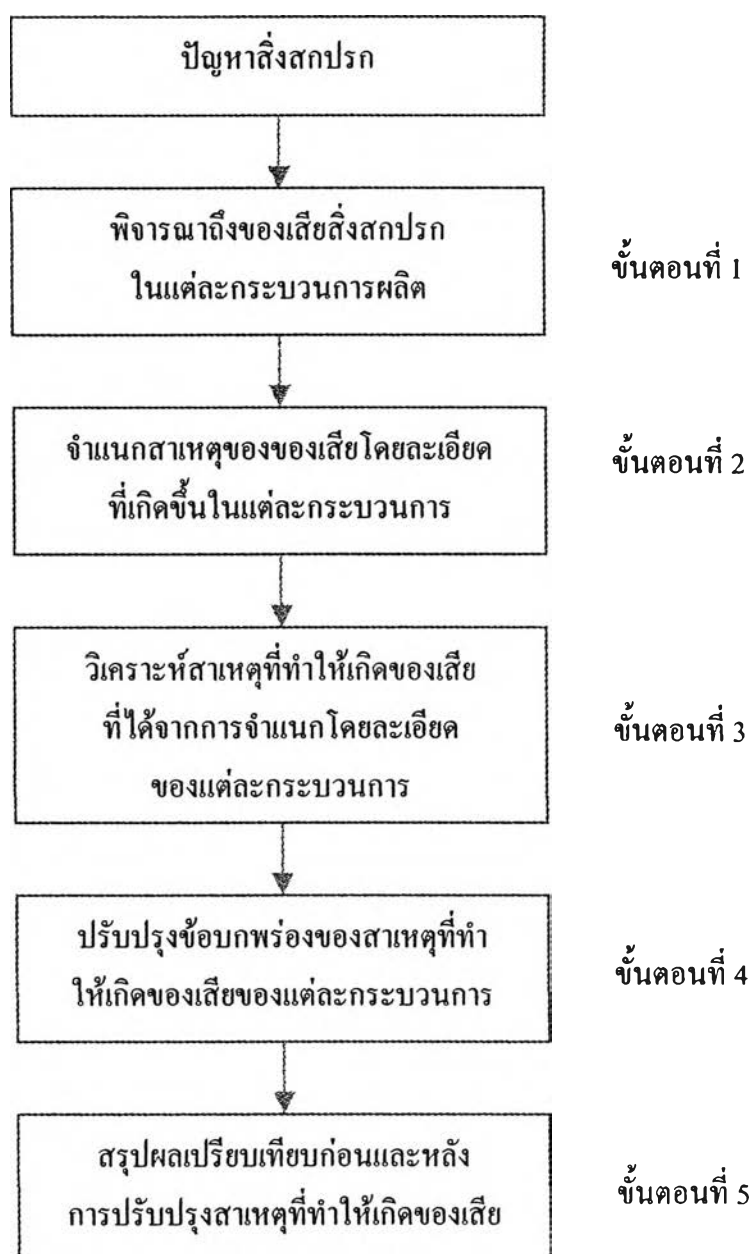 ปัญหาสิ่งสกปรก
พิจารณาถึงของเสียสิ่งสกปรก
ในแต่ละกระบวนการผลิต
ขั้นตอนที่ 1
จำแนกสาเหตุของของเสียโดยละเอียด
ที่เกิดขึ้นในแต่ละกระบวนการ
ขั้นตอนที่ 2
วิเคราะห์สาเหตุที่ทำให้เกิดของเสีย
ที่ได้จากการจำแนกโดยละเอียด
ของแต่ละกระบวนการ
ขั้นตอนที่ 3
ปรับปรุงข้อบกพร่องของสาเหตุที่ทำ
ให้เกิดของเสียของแต่ละกระบวนการ
ขั้นตอนที่ 4
สรุปผลเปรียบเทียบก่อนและหลัง
การปรับปรุงสาเหตุที่ทำให้เกิดของเสีย
ขั้นตอนที่ 5